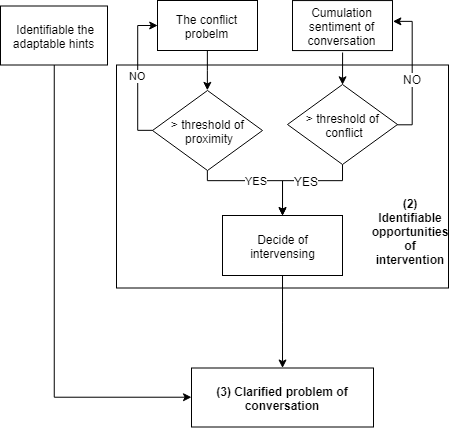 Identifiable the
adaptable hints
The conflict
probelm
Cumulation
sentiment of
conversation
NO
NO
> threshold of
proximity
> threshold of
conflict
YES
YES
(2)
Identifiable
opportunities
of
intervention
Decide of
intervensing
(3) Clarified problem of
conversation